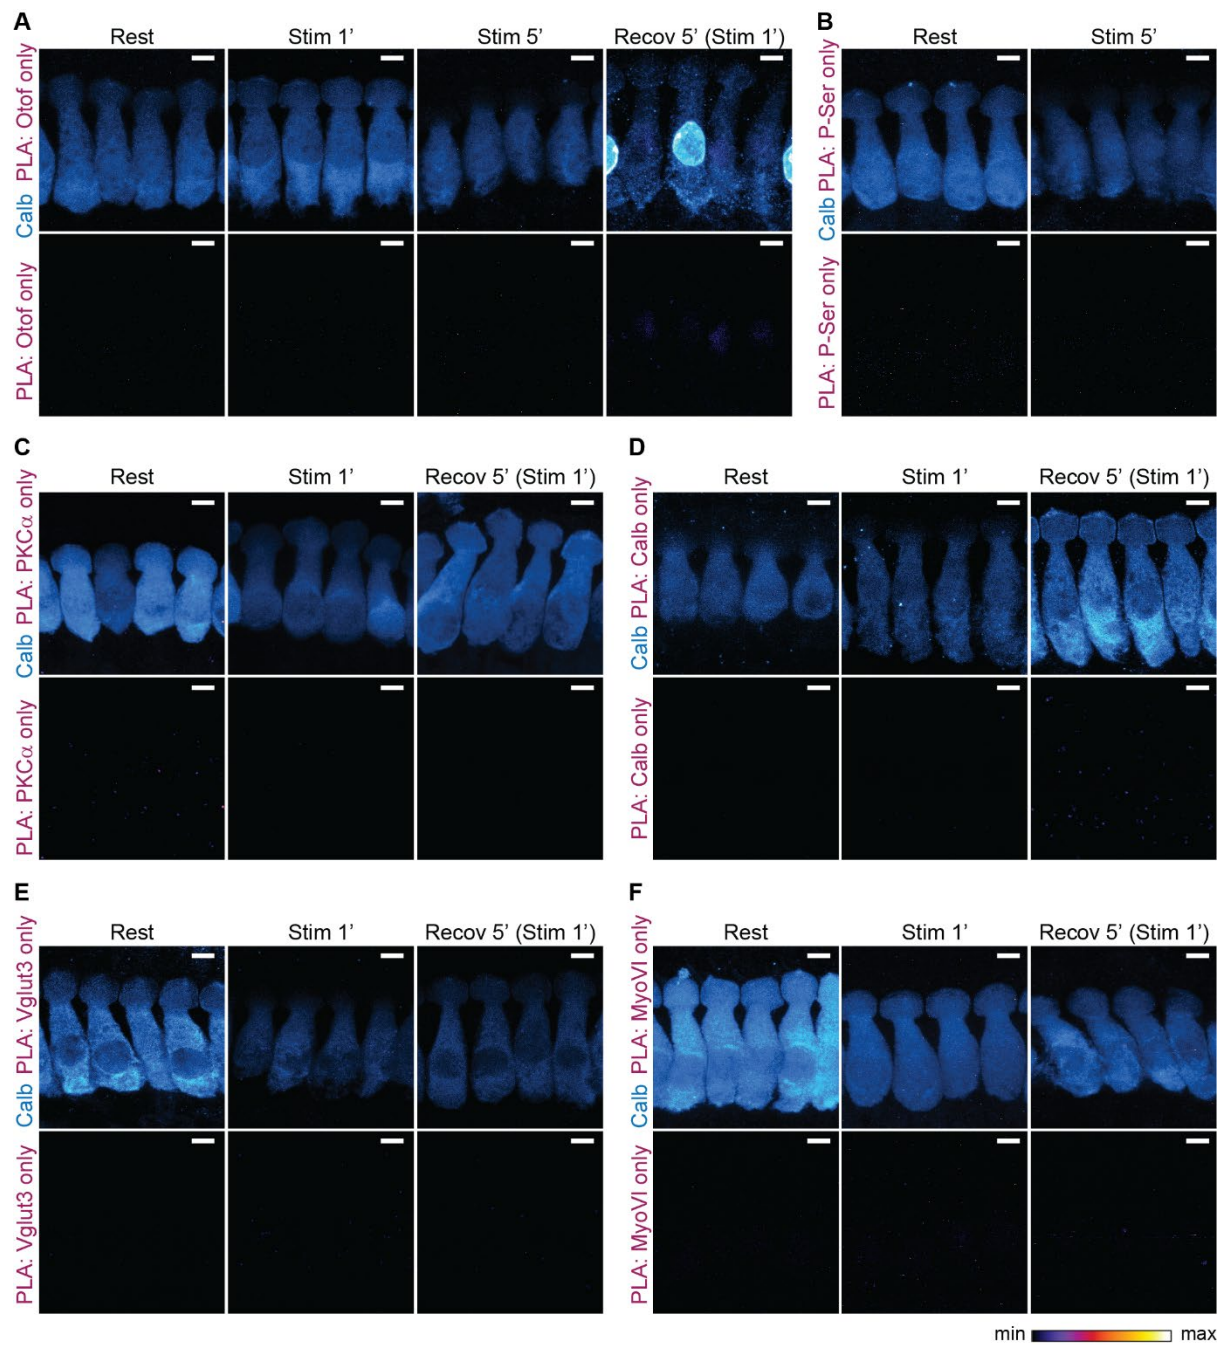 A
Rest
Stim 1’
Stim 5’
Recov 5’ (Stim 1’)
Calb PLA: Otof only
PLA: Otof only
B
Rest
Stim 5’
Calb PLA: P-Ser only
PLA: P-Ser only
C
Rest
Stim 1’
Recov 5’ (Stim 1’)
Calb PLA: PKCα only
PLA: PKCα only
D
Rest
Stim 1’
Recov 5’ (Stim 1’)
Calb PLA: Calb only
PLA: Calb only
E
Rest
Stim 1’
Recov 5’ (Stim 1’)
Calb PLA: Vglut3 only
PLA: Vglut3 only
F
Rest
Stim 1’
Recov 5’ (Stim 1’)
Calb PLA: MyoVI only
PLA: MyoVI only
min max